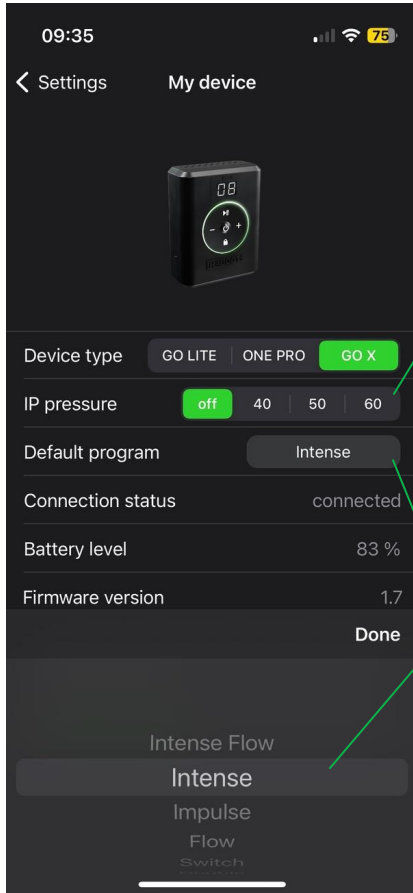 09:35 75
Settings My device
08
Device type GO LITE ONE PRO GO X
IP pressure off 40 50 60
Default program Intense
Connection status connected
Battery level 83 %
Firmware version 1.7
Done
Intense Flow
Intense
Impulse
Flow
Switch